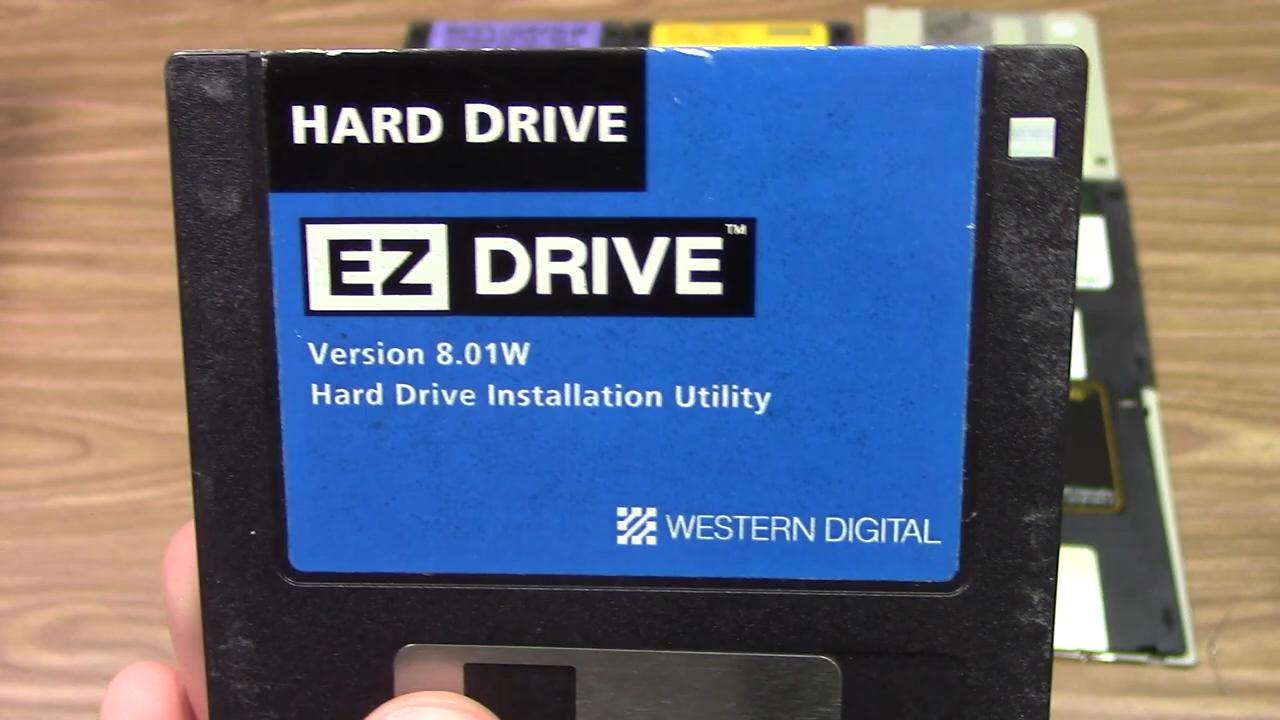 HARD DRIVE
EZ DRIVE™
Version 8.01W
Hard Drive Installation Utility
WESTERN DIGITAL